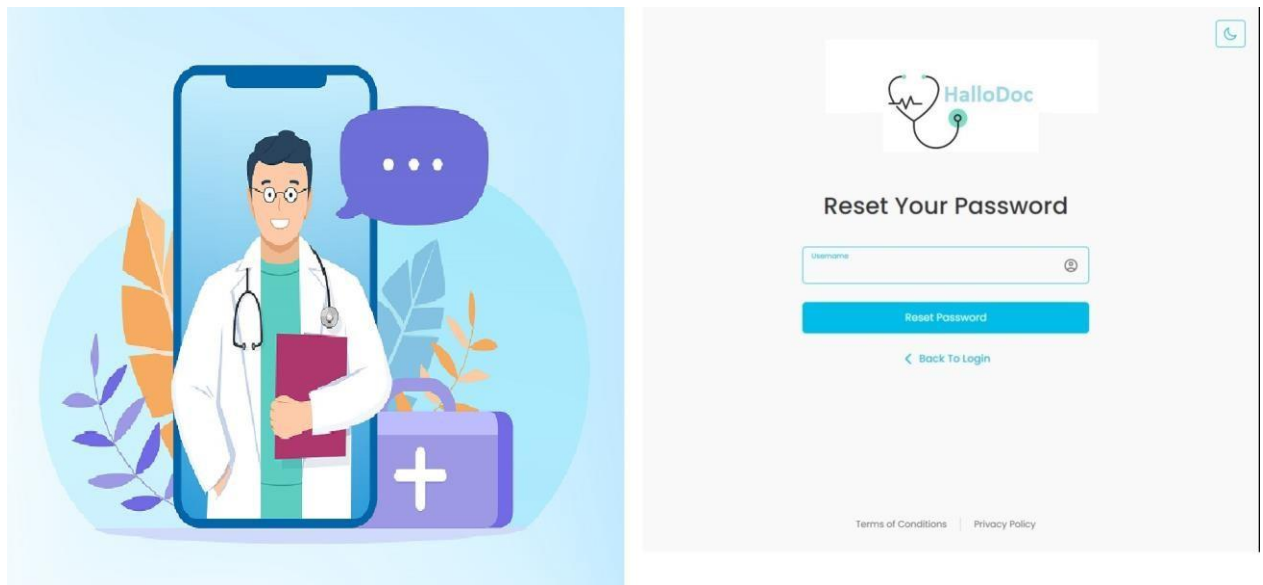 HalloDoc
Reset Your Password
Username
Reset Password
Back To Login
Terms of Conditions | Privacy Policy